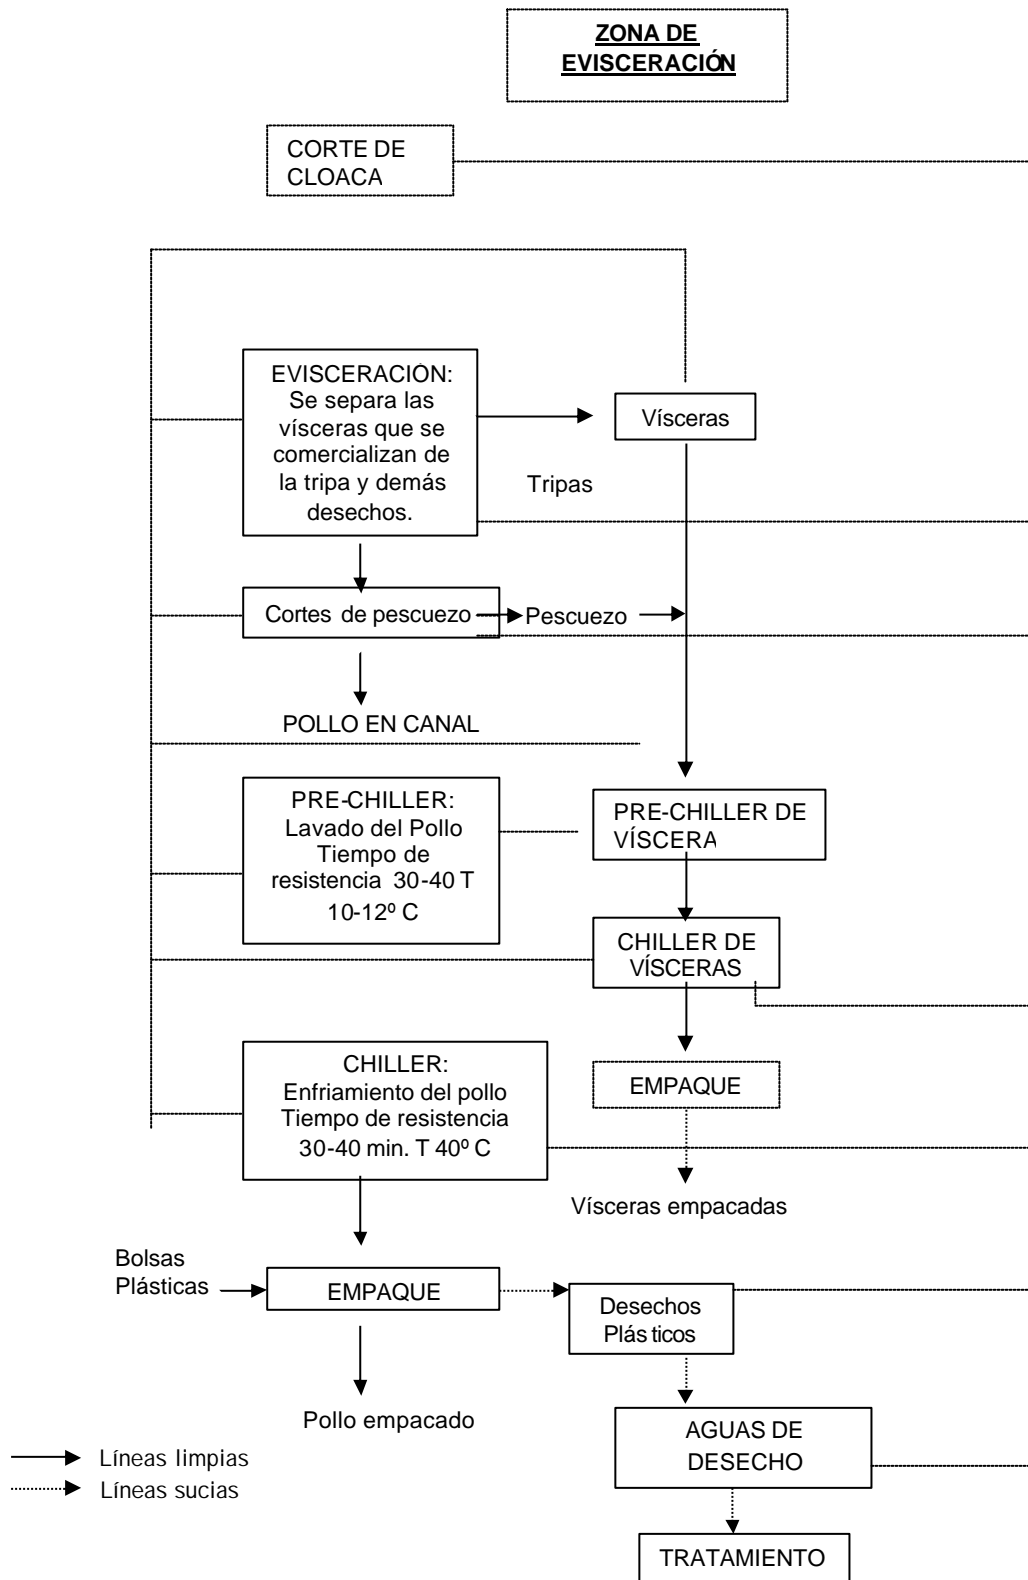 ZONA DE
EVISCERACIÓN
CORTE DE
CLOACA
EVISCERACIÓN:
Se separa las
vísceras que se
comercializan de
la tripa y demás
desechos.
Vísceras
Tripas
Cortes de pescuezo
Pescuezo
POLLO EN CANAL
PRE-CHILLER:
Lavado del Pollo
Tiempo de
resistencia 30-40 T
10-12º C
PRE-CHILLER DE
VÍSCERA
CHILLER DE
VÍSCERAS
CHILLER:
Enfriamiento del pollo
Tiempo de resistencia
30-40 min. T 40º C
EMPAQUE
Vísceras empacadas
Bolsas
Plásticas
EMPAQUE
Desechos
Plás ticos
Pollo empacado
AGUAS DE
DESECHO
Líneas limpias
Líneas sucias
TRATAMIENTO